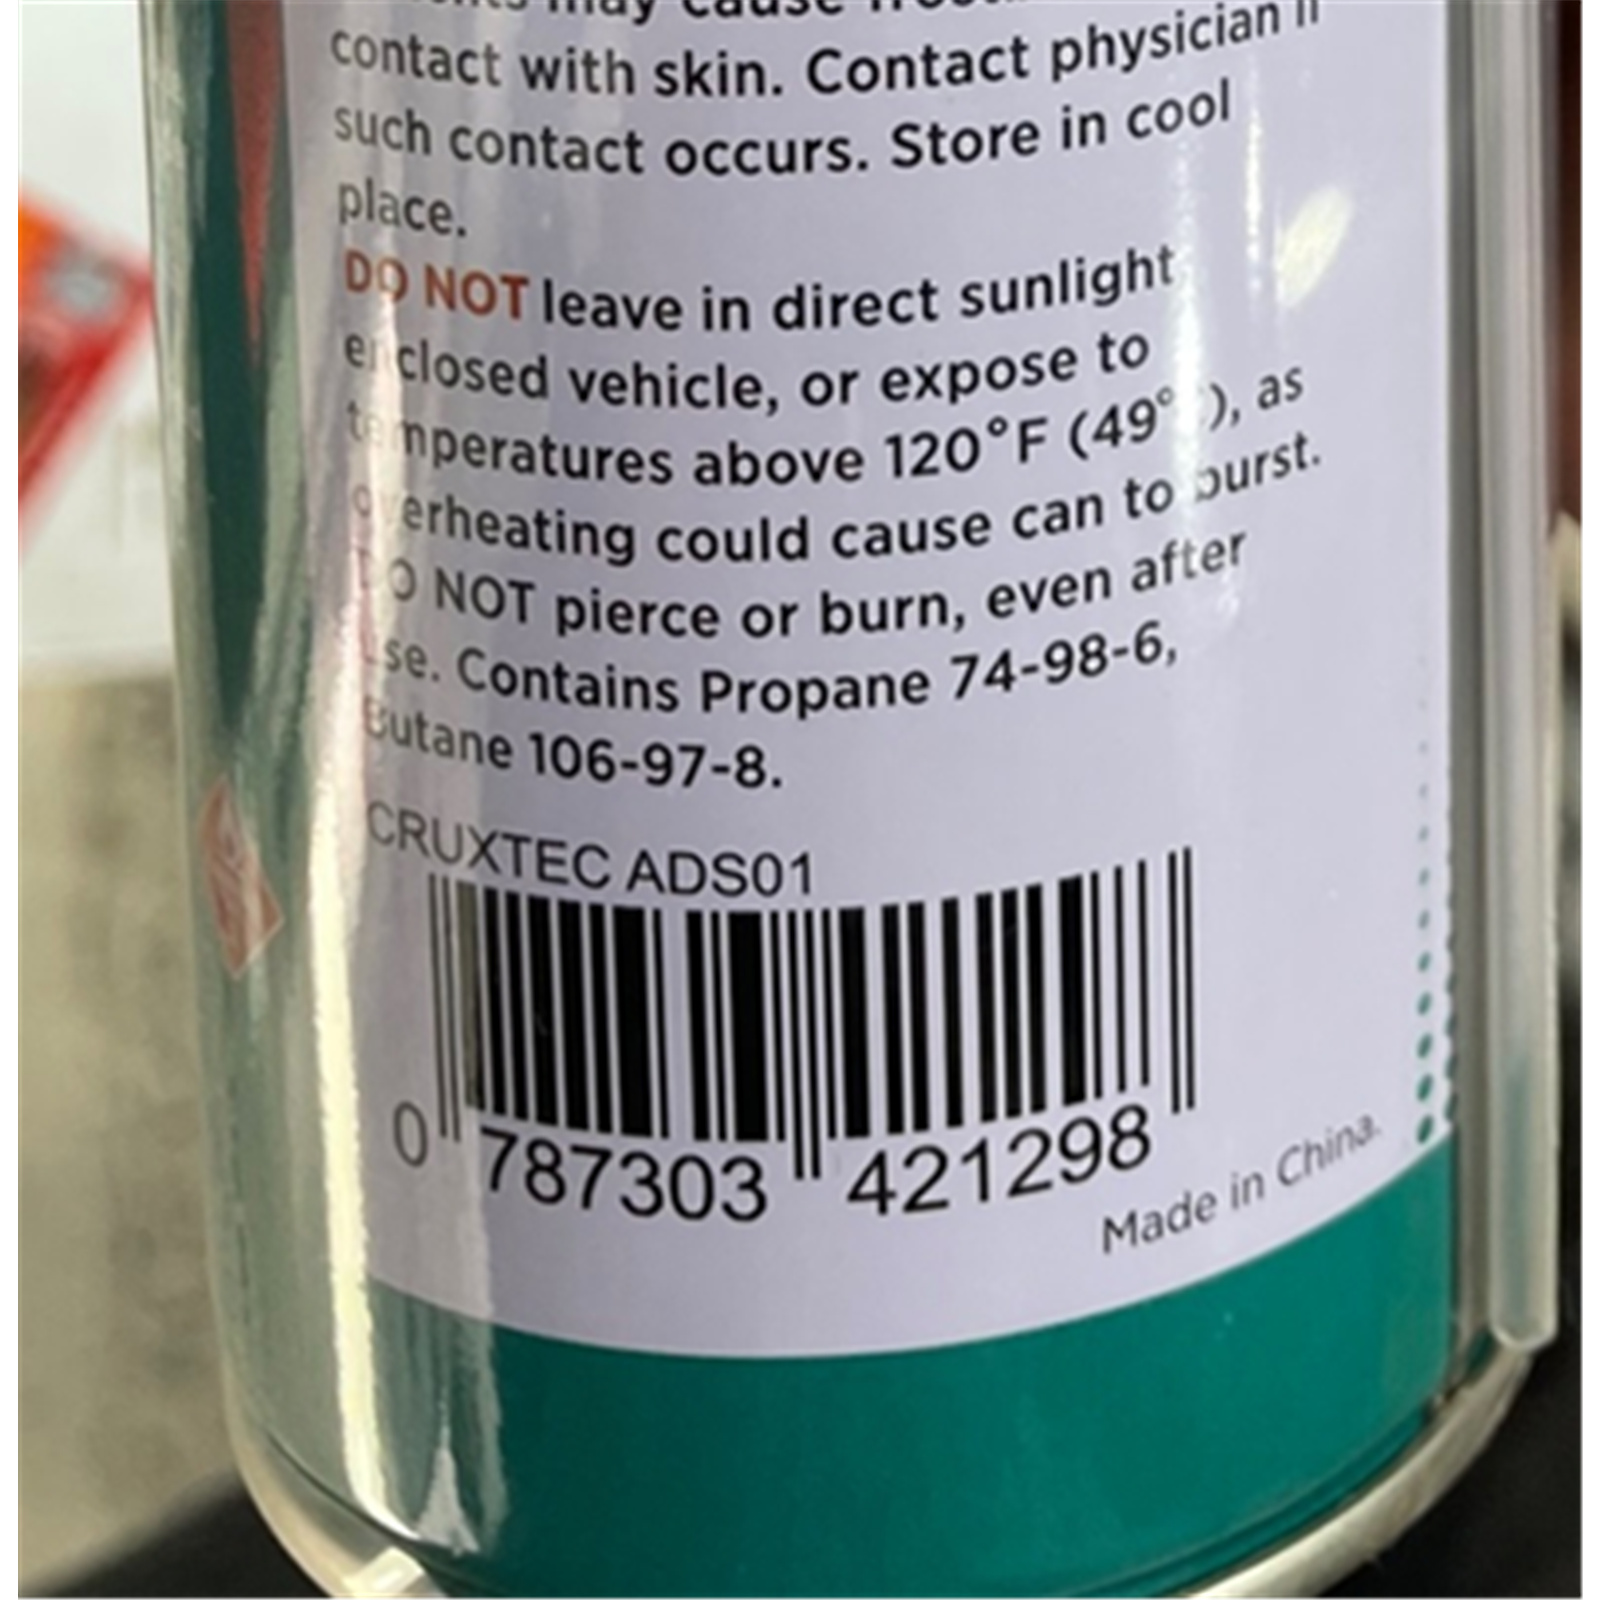 may cause
contact with skin. Contact physician if
such contact occurs. Store in cool
place.
DO NOT leave in direct sunlight
enclosed vehicle, or expose to
temperatures above 120°F (49° ), as
overheating could cause can to burst.
DO NOT pierce or burn, even after
use. Contains Propane 74-98-6,
Butane 106-97-8.
CRUXTEC ADS01
0 787303 421298
Made in China.